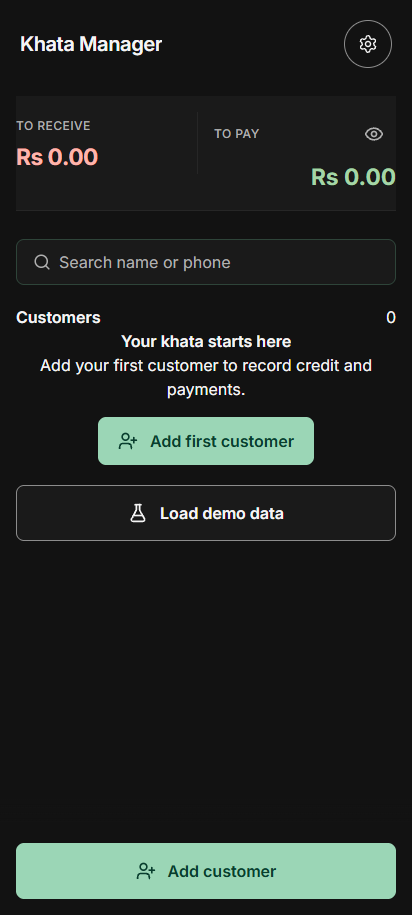 Khata Manager
TO RECEIVE
Rs 0.00
TO PAY
Rs 0.00
Search name or phone
Customers 0
Your khata starts here
Add your first customer to record credit and
payments.
Add first customer
Load demo data
Add customer